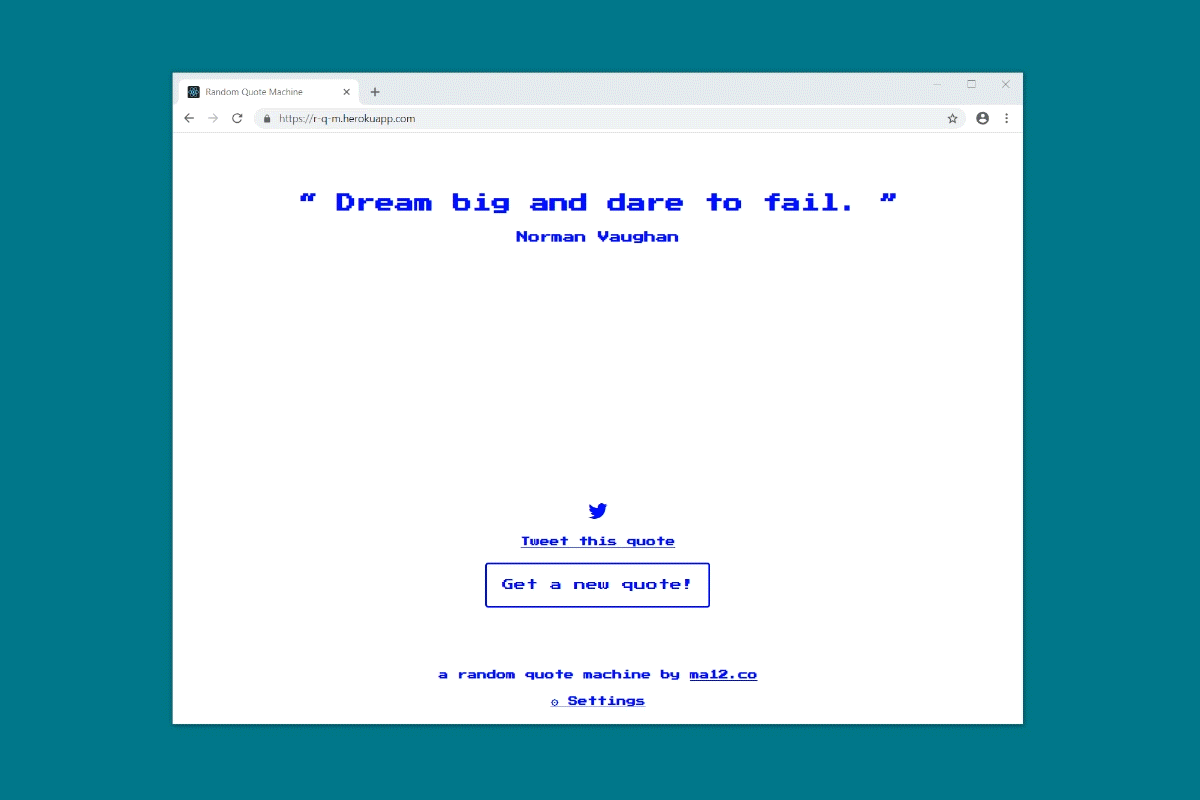 Random Quote Machine
https://r-q-m.herokuapp.com
“ Dream big and dare to fail. ”
Norman Vaughan
Tweet this quote
Get a new quote!
a random quote machine by ma12.co
⚙ Settings